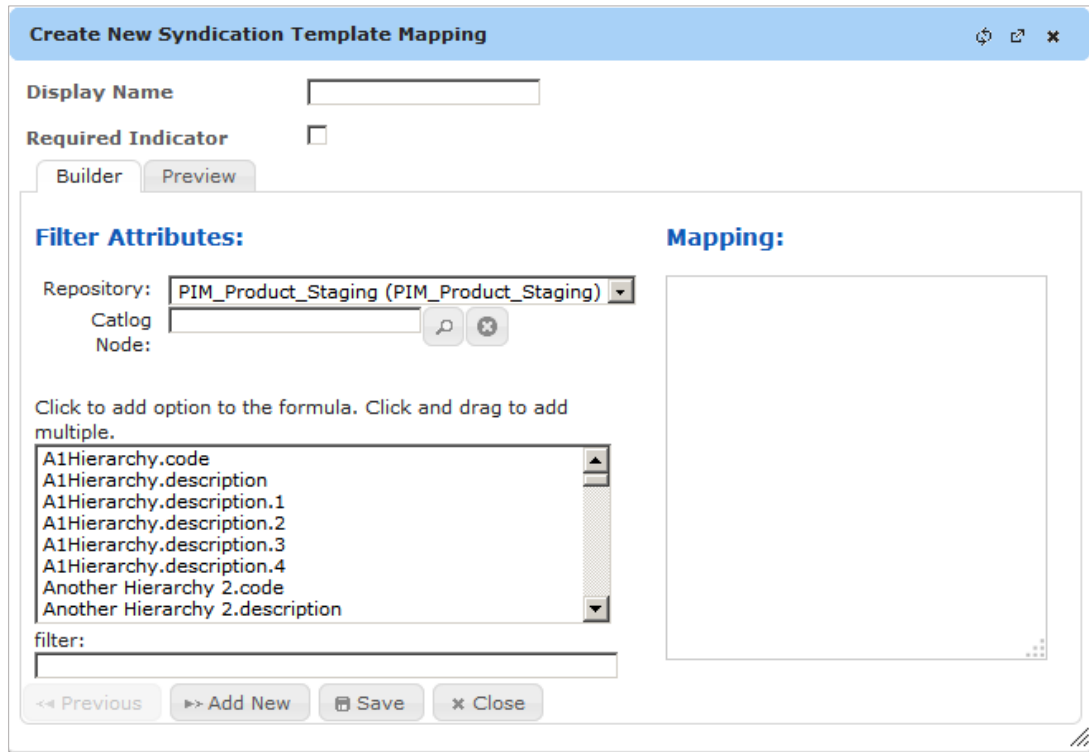 Create New Syndication Template Mapping
Display Name
Required Indicator
Builder Preview
Filter Attributes:
Mapping:
Repository: PIM_Product_Staging (PIM_Product_Staging)
Catlog
Node:
Click to add option to the formula. Click and drag to add
multiple.
A1Hierarchy.code
A1Hierarchy.description
A1Hierarchy.description.1
A1Hierarchy.description.2
A1Hierarchy.description.3
A1Hierarchy.description.4
Another Hierarchy 2.code
Another Hierarchy 2.description
filter:
Previous Add New Save Close